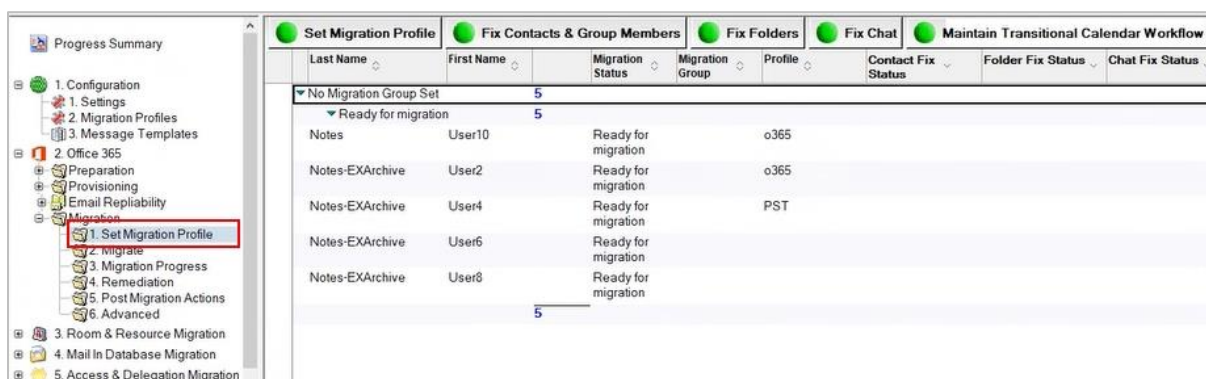 Progress Summary
1. Configuration
1. Settings
2. Migration Profiles
3. Message Templates
2. Office 365
Preparation
Provisioning
Email Repliability
Migration
1. Set Migration Profile
2. Migrate
3. Migration Progress
4. Remediation
5. Post Migration Actions
6. Advanced
3. Room & Resource Migration
4. Mail In Database Migration
5. Access & Delegation Migration
Set Migration Profile Fix Contacts & Group Members Fix Folders Fix Chat Maintain Transitional Calendar Workflow
Last Name First Name Migration Status Migration Group Profile Contact Fix Status Folder Fix Status Chat Fix Status
No Migration Group Set 5
Ready for migration 5
Notes User10 Ready for migration o365
Notes-EXArchive User2 Ready for migration o365
Notes-EXArchive User4 Ready for migration PST
Notes-EXArchive User6 Ready for migration
Notes-EXArchive User8 Ready for migration
5